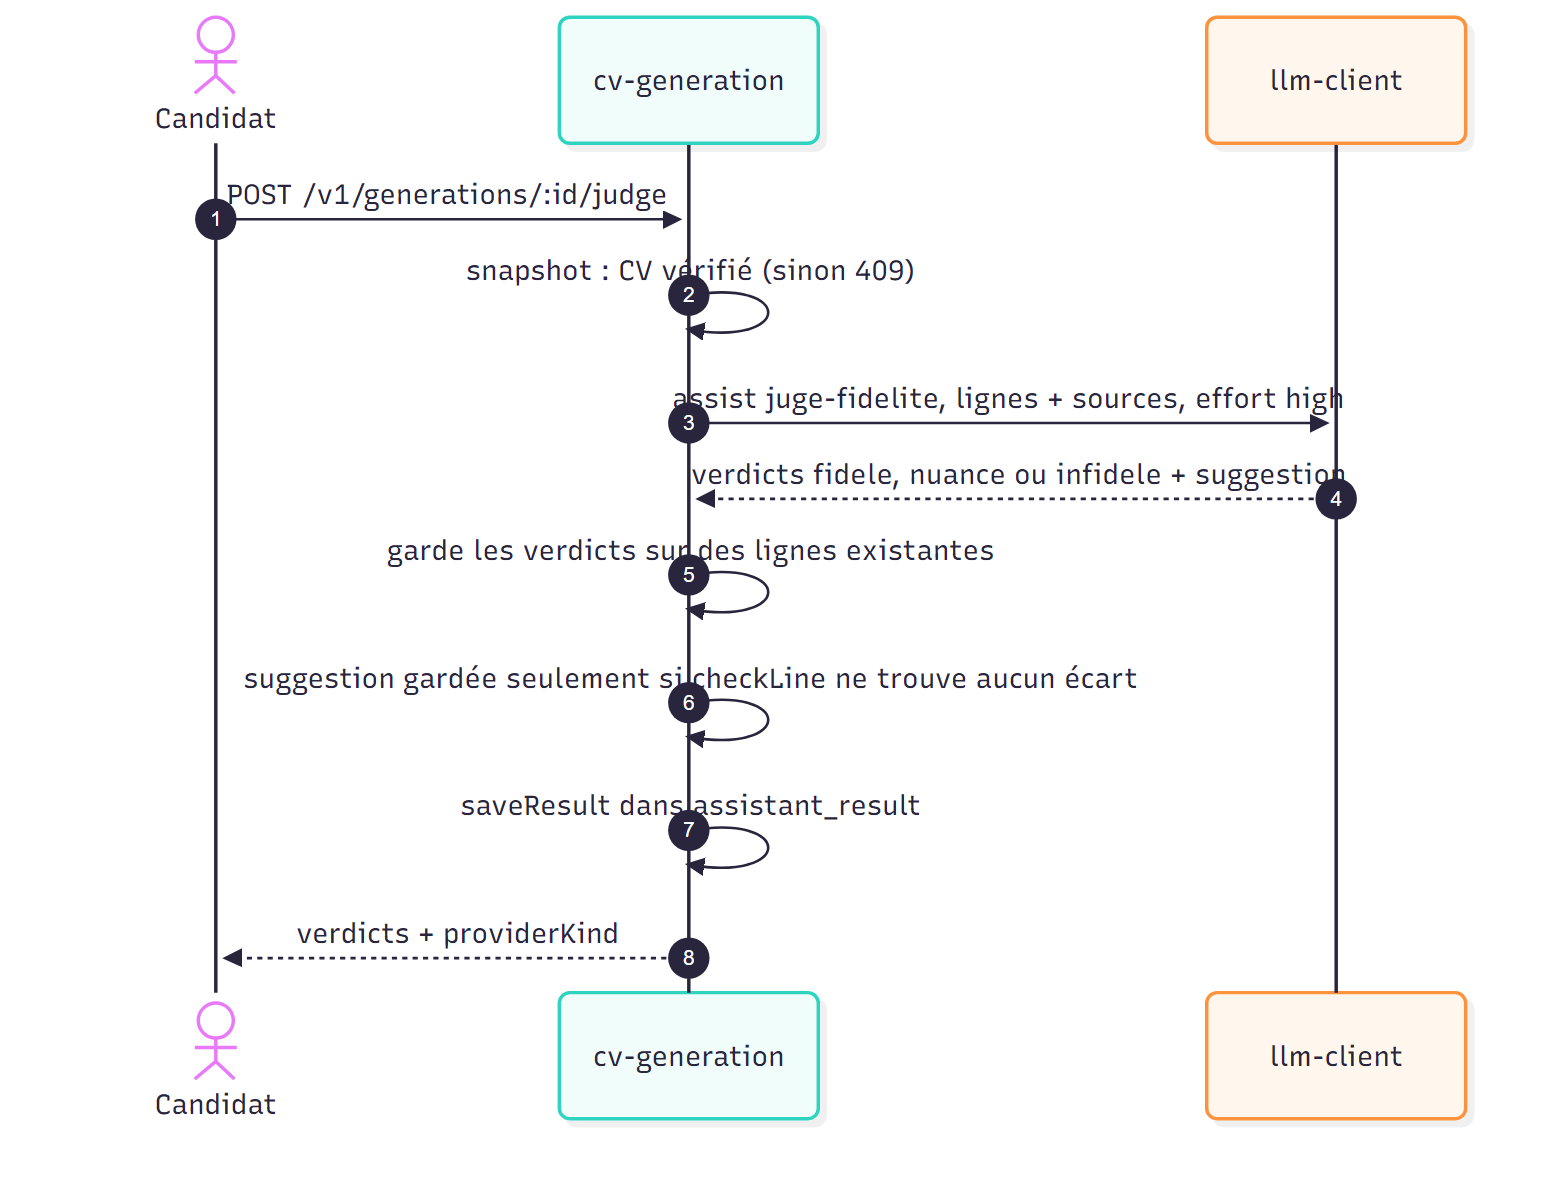 cv-generation
llm-client
Candidat
POST /v1/generations/:id/judge
1
snapshot : CV vérifié (sinon 409)
2
assist juge-fidelite, lignes + sources, effort high
3
verdicts fidele, nuance ou infidele + suggestion
4
garde les verdicts sur des lignes existantes
5
suggestion gardée seulement si checkLine ne trouve aucun écart
6
saveResult dans assistant_result
7
verdicts + providerKind
8
cv-generation
llm-client
Candidat